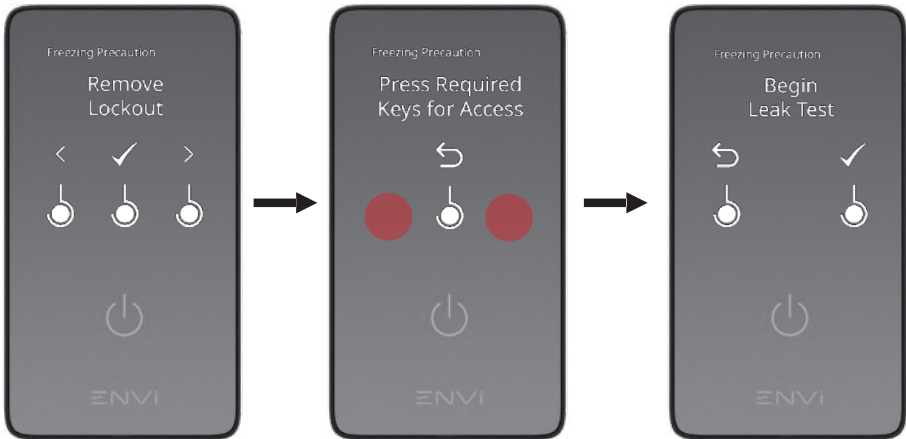 Freezing Precaution
Remove
Lockout
ENVi
Freezing Precaution
Press Required
Keys for Access
ENVi
Freezing Precaution
Begin
Leak Test
ENVi